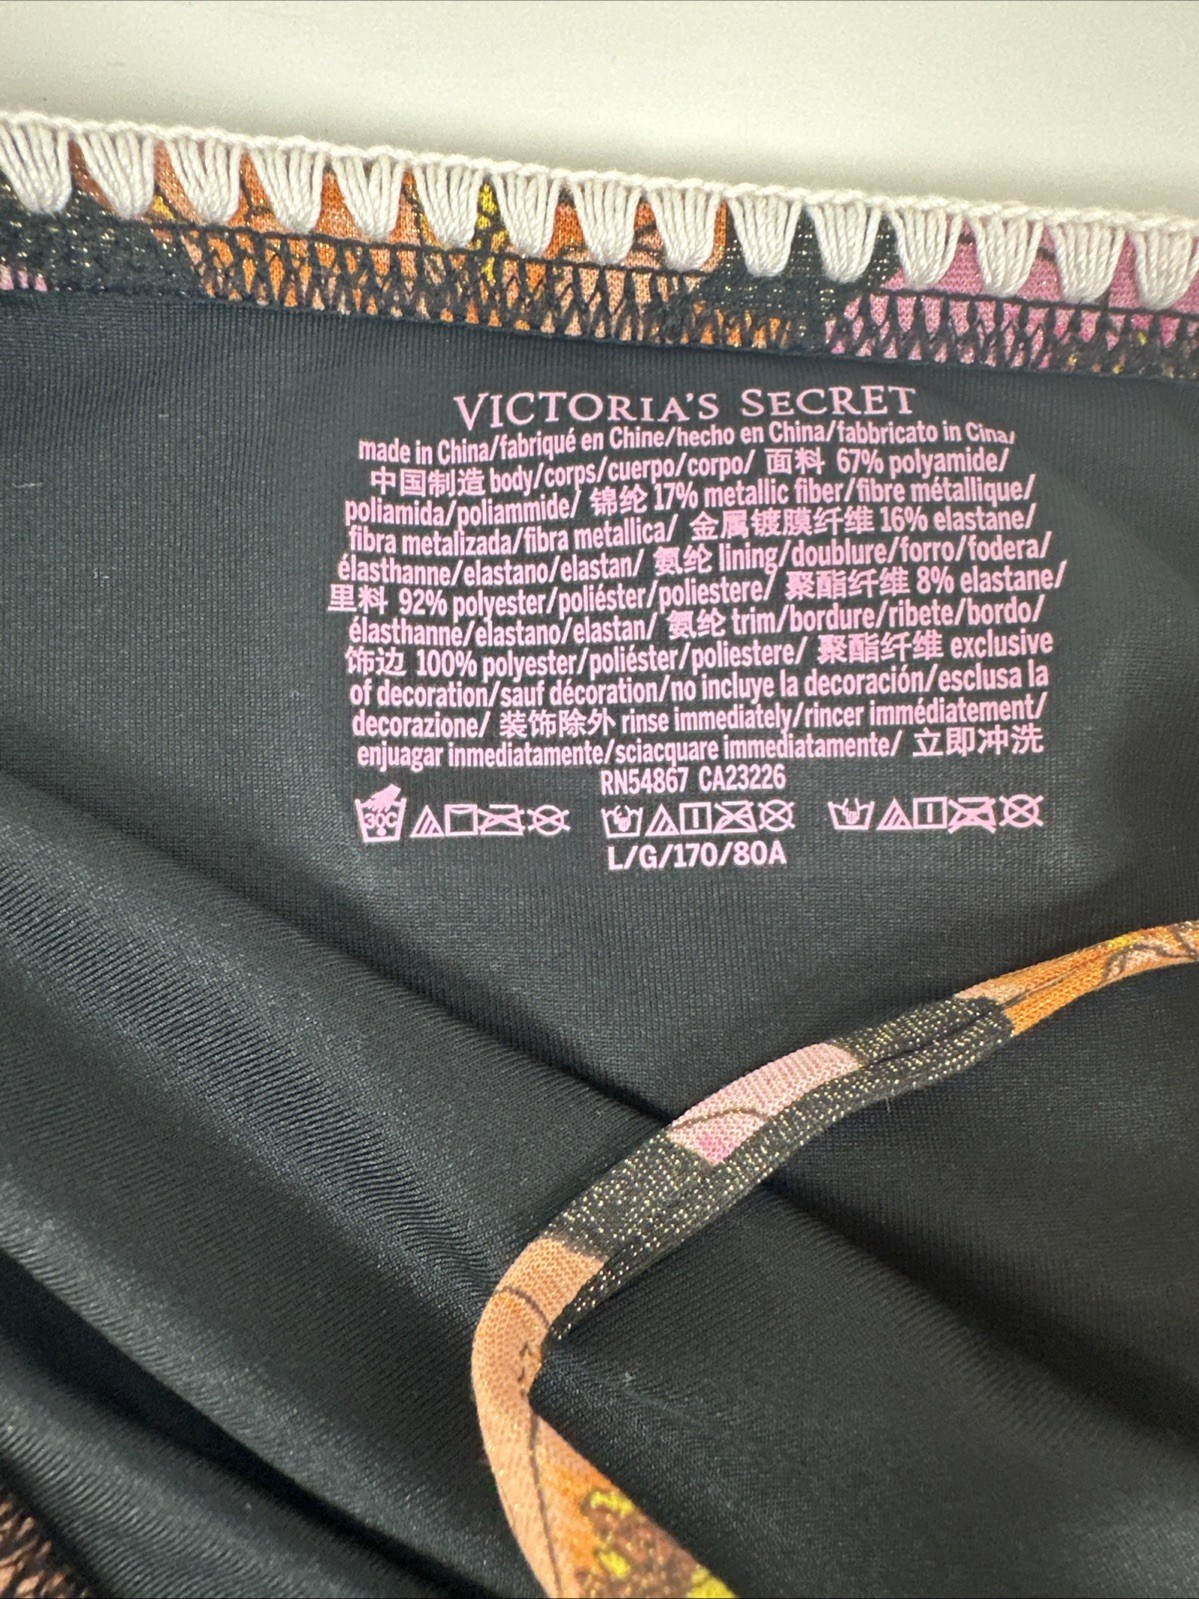 VICTORIA'S SECRET
made in China/fabriqué en Chine/hecho en China/fabbricato in Cina/
中国制造 body/corps/cuerpo/corpo/ 面料 67% polyamide/
poliamida/poliammide/ 锦纶 17% metallic fiber/fibre métallique/
fibra metalizada/fibra metallica/ 金属镀膜纤维 16% elastane/
élasthanne/elastano/elastan/ 氨纶 lining/doublure/forro/fodera/
里料 92% polyester/poliéster/poliestere/ 聚酯纤维 8% elastane/
élasthanne/elastano/elastan/ 氨纶 trim/bordure/ribete/bordo/
饰边 100% polyester/poliéster/poliestere/ 聚酯纤维 exclusive
of decoration/sauf décoration/no incluye la decoración/esclusa la
decorazione/ 装饰除外 rinse immediately/rincer immédiatement/
enjuagar inmediatamente/sciacquare immediatamente/ 立即冲洗
RN54867 CA23226
30C
L/G/170/80A